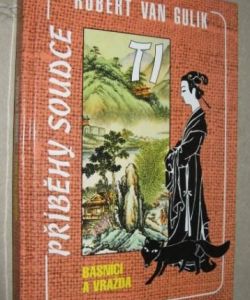 ROBERT VAN GULIK
PŘÍBĚHY SOUDCE
TI
BÁSNÍCI
A VRAŽDA